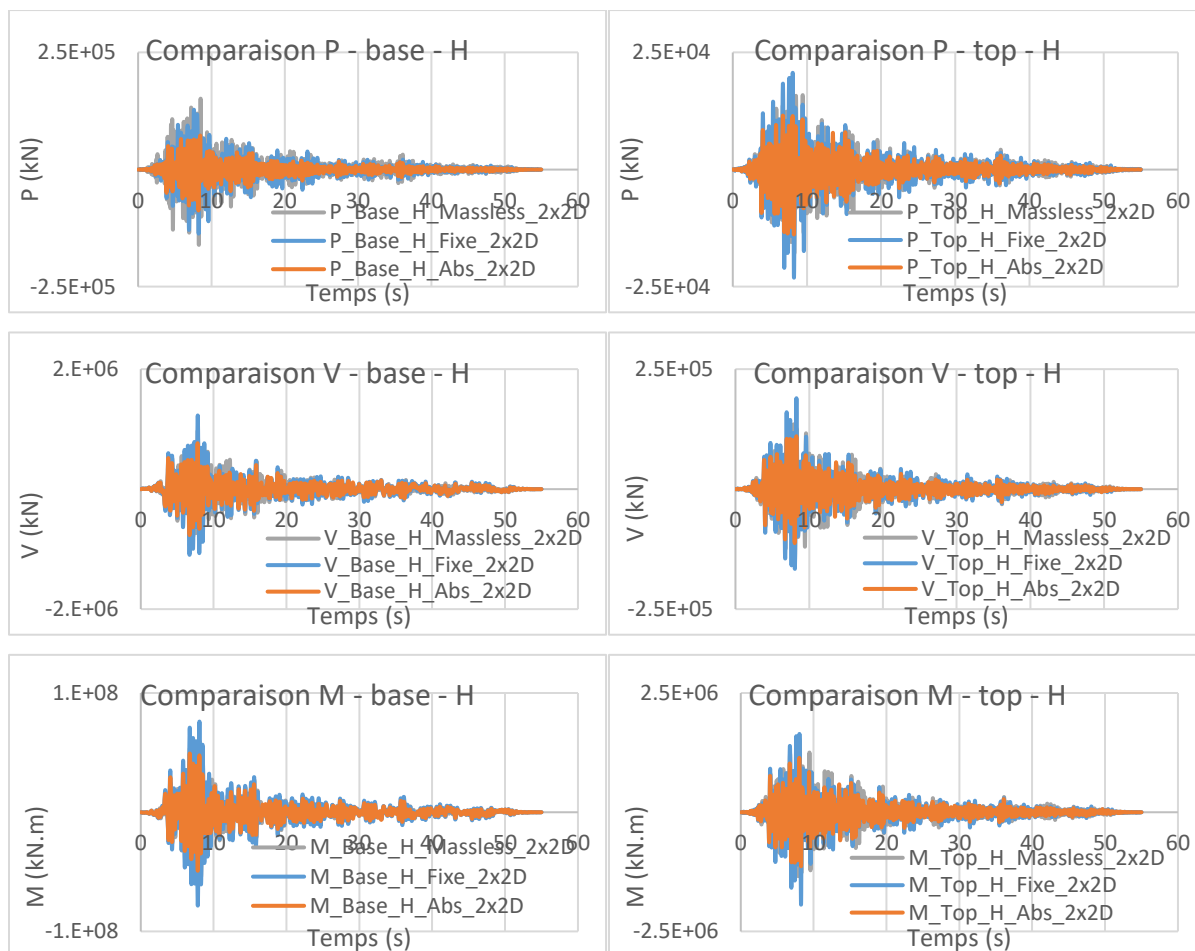 Comparaison P - base - H
2.5E+05
-2.5E+05
P (kN)
0 10 20 30 40 50 60
Temps (s)
P_Base_H_Massless_2x2D
P_Base_H_Fixe_2x2D
P_Base_H_Abs_2x2D
Comparaison P - top - H
2.5E+04
-2.5E+04
P (kN)
0 10 20 30 40 50 60
Temps (s)
P_Top_H_Massless_2x2D
P_Top_H_Fixe_2x2D
P_Top_H_Abs_2x2D
Comparaison V - base - H
2.E+06
-2.E+06
V (kN)
0 10 20 30 40 50 60
Temps (s)
V_Base_H_Massless_2x2D
V_Base_H_Fixe_2x2D
V_Base_H_Abs_2x2D
Comparaison V - top - H
2.5E+05
-2.5E+05
V (kN)
0 10 20 30 40 50 60
Temps (s)
V_Top_H_Massless_2x2D
V_Top_H_Fixe_2x2D
V_Top_H_Abs_2x2D
Comparaison M - base - H
1.E+08
-1.E+08
M (kN.m)
0 10 20 30 40 50 60
Temps (s)
M_Base_H_Massless_2x2D
M_Base_H_Fixe_2x2D
M_Base_H_Abs_2x2D
Comparaison M - top - H
2.5E+06
-2.5E+06
M (kN.m)
0 10 20 30 40 50 60
Temps (s)
M_Top_H_Massless_2x2D
M_Top_H_Fixe_2x2D
M_Top_H_Abs_2x2D